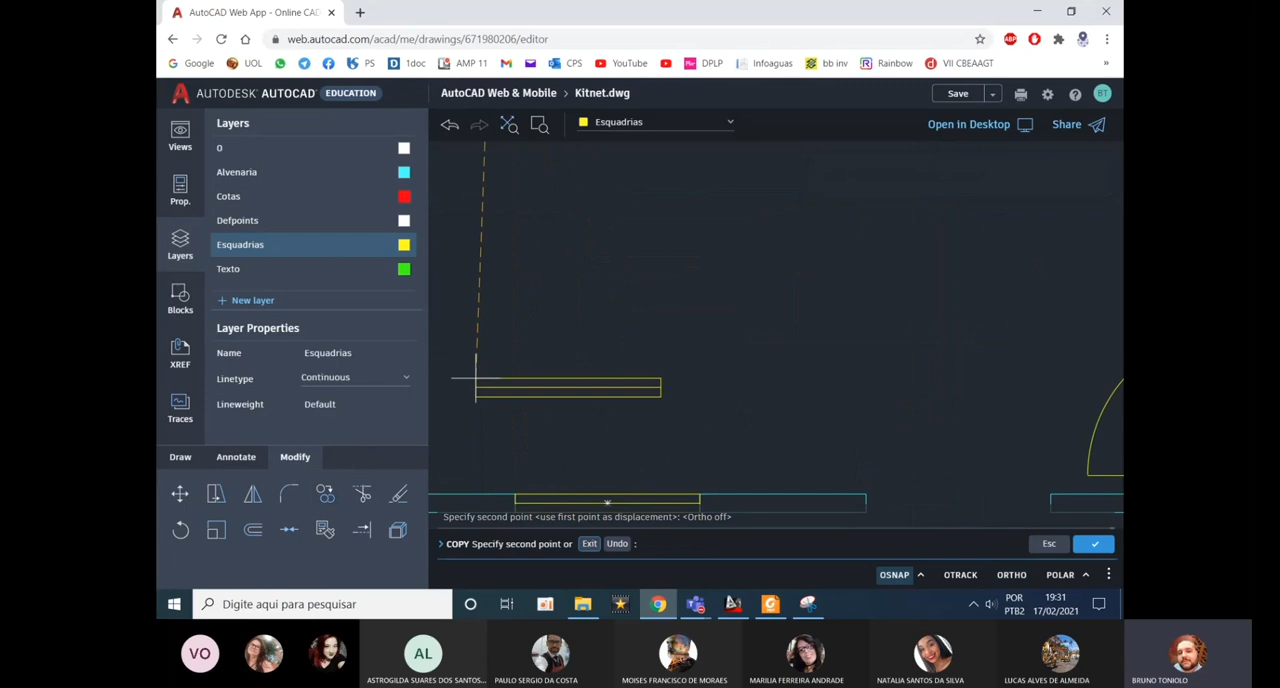 AutoCAD Web App - Online CAD
web.autocad.com/acad/me/drawings/671980206/editor
Google UOL PS 1doc AMP 11 CPS YouTube DPLP Infoaguas bb inv Rainbow VII CBEAAGT »
AUTODESK® AUTOCAD® EDUCATION AutoCAD Web & Mobile > Kitnet.dwg Save
Esquadrias Open in Desktop Share
Views
Prop.
Layers
Blocks
XREF
Traces
Layers
0
Alvenaria
Cotas
Defpoints
Esquadrias
Texto
+ New layer
Layer Properties
Name Esquadrias
Linetype Continuous
Lineweight Default
Draw Annotate Modify
Specify second point <use first point as displacement>: <Ortho off>
COPY Specify second point or Exit Undo : Esc
OSNAP OTRACK ORTHO POLAR
Digite aqui para pesquisar
POR
PTB2
19:31
17/02/2021
VO
AL
ASTROGILDA SUARES DOS SANTOS...
PAULO SERGIO DA COSTA
MOISES FRANCISCO DE MORAES
MARILIA FERREIRA ANDRADE
NATALIA SANTOS DA SILVA
LUCAS ALVES DE ALMEIDA
BRUNO TONIOLO
BT
ABP